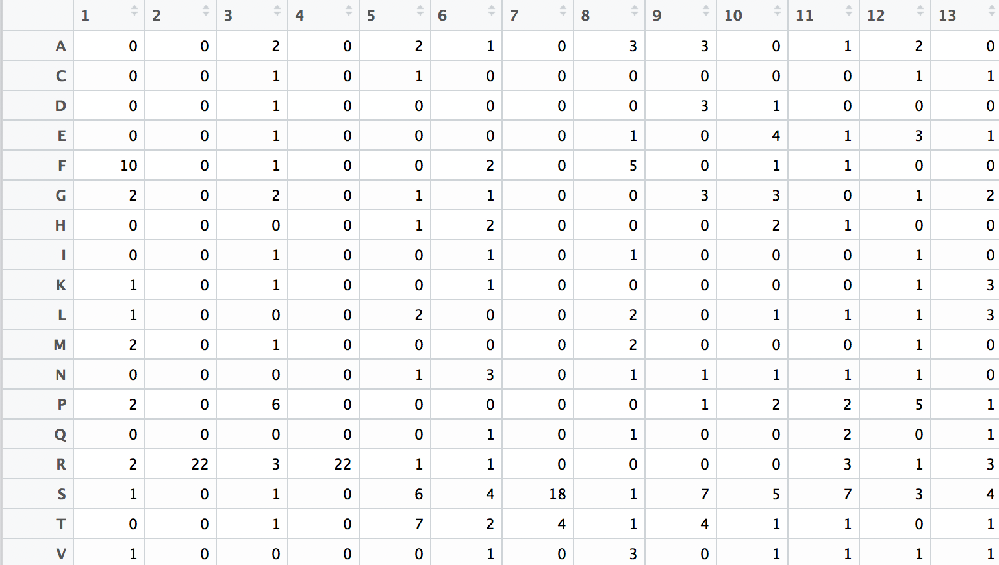 1 2 3 4 5 6 7 8 9 10 11 12 13
A 0 0 2 0 2 1 0 3 3 0 1 2 0
C 0 0 1 0 1 0 0 0 0 0 0 1 1
D 0 0 1 0 0 0 0 0 3 1 0 0 0
E 0 0 1 0 0 0 0 1 0 4 1 3 1
F 10 0 1 0 0 2 0 5 0 1 1 0 0
G 2 0 2 0 1 1 0 0 3 3 0 1 2
H 0 0 0 0 1 2 0 0 0 2 1 0 0
I 0 0 1 0 0 1 0 1 0 0 0 1 0
K 1 0 1 0 0 1 0 0 0 0 0 1 3
L 1 0 0 0 2 0 0 2 0 1 1 1 3
M 2 0 1 0 0 0 0 2 0 0 0 1 0
N 0 0 0 0 1 3 0 1 1 1 1 1 0
P 2 0 6 0 0 0 0 0 1 2 2 5 1
Q 0 0 0 0 0 1 0 1 0 0 2 0 1
R 2 22 3 22 1 1 0 0 0 0 3 1 3
S 1 0 1 0 6 4 18 1 7 5 7 3 4
T 0 0 1 0 7 2 4 1 4 1 1 0 1
V 1 0 0 0 0 1 0 3 0 1 1 1 1